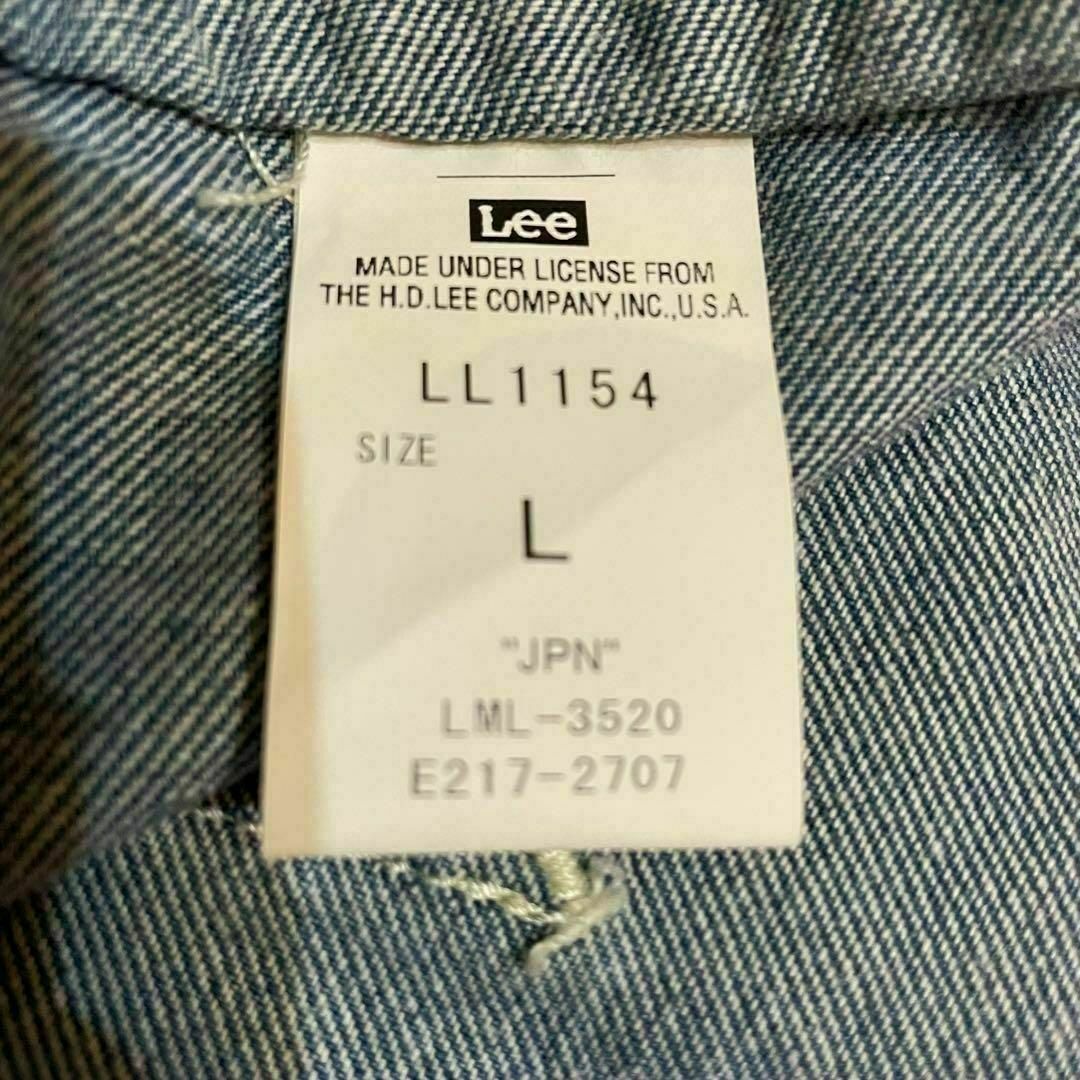 Lee
MADE UNDER LICENSE FROM
THE H.D.LEE COMPANY,INC.,U.S.A.
LL1154
SIZE
L
"JPN"
LML-3520
E217-2707